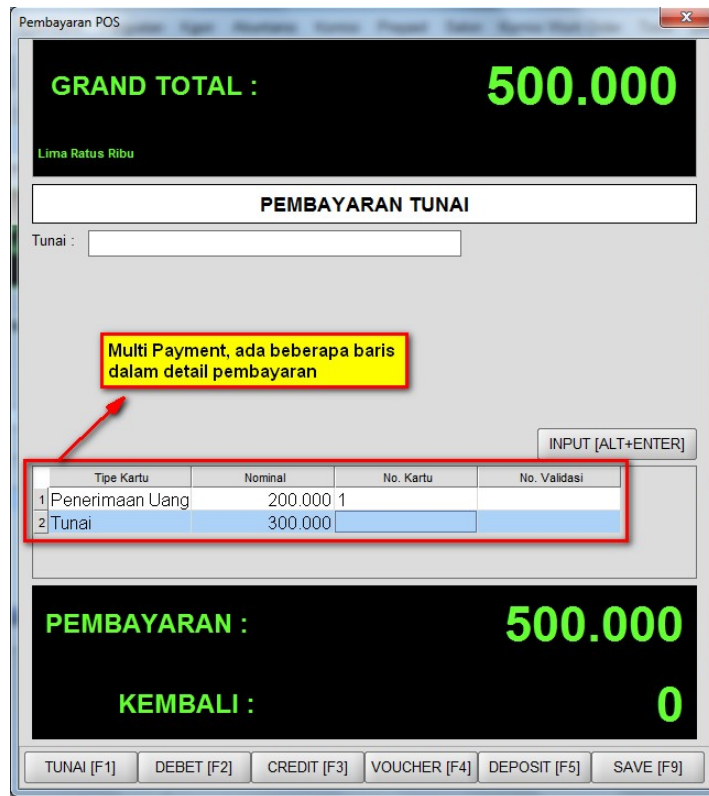 Pembayaran POS
GRAND TOTAL : 500.000
Lima Ratus Ribu
PEMBAYARAN TUNAI
Tunai :
Multi Payment, ada beberapa baris
dalam detail pembayaran
INPUT [ALT+ENTER]
Tipe Kartu Nominal No. Kartu No. Validasi
1 Penerimaan Uang 200.000 1
2 Tunai 300.000
PEMBAYARAN : 500.000
KEMBALI : 0
TUNAI [F1] DEBET [F2] CREDIT [F3] VOUCHER [F4] DEPOSIT [F5] SAVE [F9]